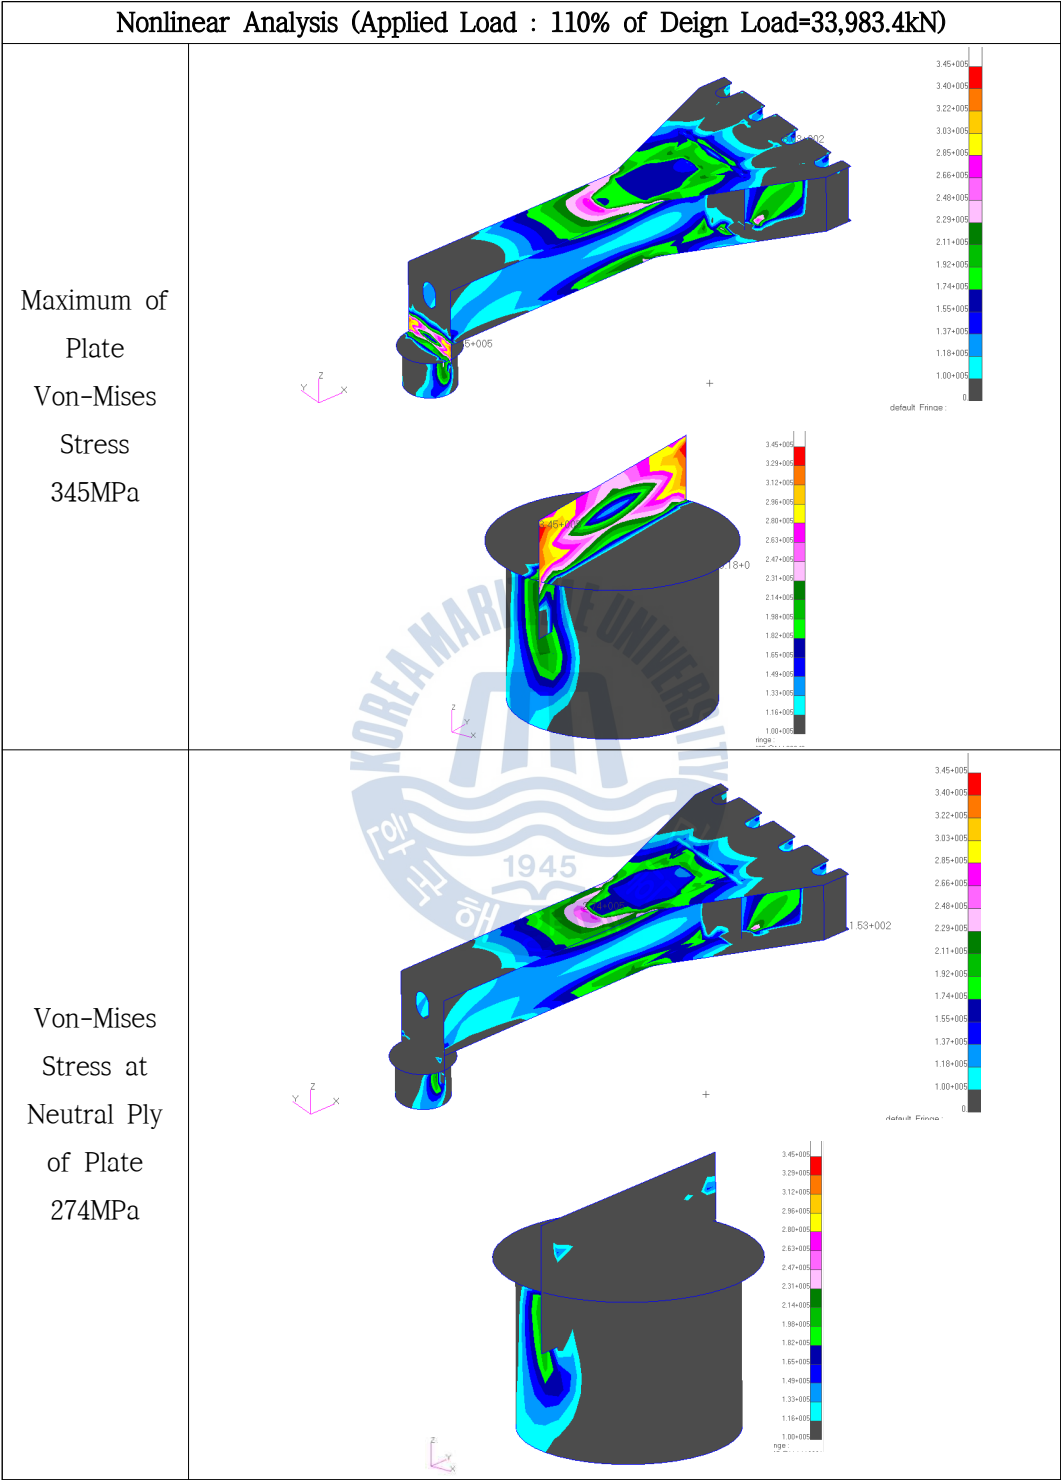 Nonlinear Analysis (Applied Load : 110% of Deign Load=33,983.4kN)
Maximum of
Plate
Von-Mises
Stress
345MPa
3.45+005
3.40+005
3.22+005
3.03+005
2.85+005
2.66+005
2.48+005
2.29+005
2.11+005
1.92+005
1.74+005
1.55+005
1.37+005
1.18+005
1.00+005
0.
default Fringe :
Z
Y
X
3.45+005
3.29+005
3.12+005
2.96+005
2.80+005
2.63+005
2.47+005
2.31+005
2.14+005
1.98+005
1.82+005
1.65+005
1.49+005
1.33+005
1.16+005
1.00+005
Z
Y
X
KOREA MARITIME UNIVERSITY
1945
한국해
Von-Mises
Stress at
Neutral Ply
of Plate
274MPa
3.45+005
3.40+005
3.22+005
3.03+005
2.85+005
2.66+005
2.48+005
2.29+005
2.11+005
1.92+005
1.74+005
1.55+005
1.37+005
1.18+005
1.00+005
0.
default Fringe :
1.53+002
Z
Y
X
3.45+005
3.29+005
3.12+005
2.96+005
2.80+005
2.63+005
2.47+005
2.31+005
2.14+005
1.98+005
1.82+005
1.65+005
1.49+005
1.33+005
1.16+005
1.00+005
Z
Y
X